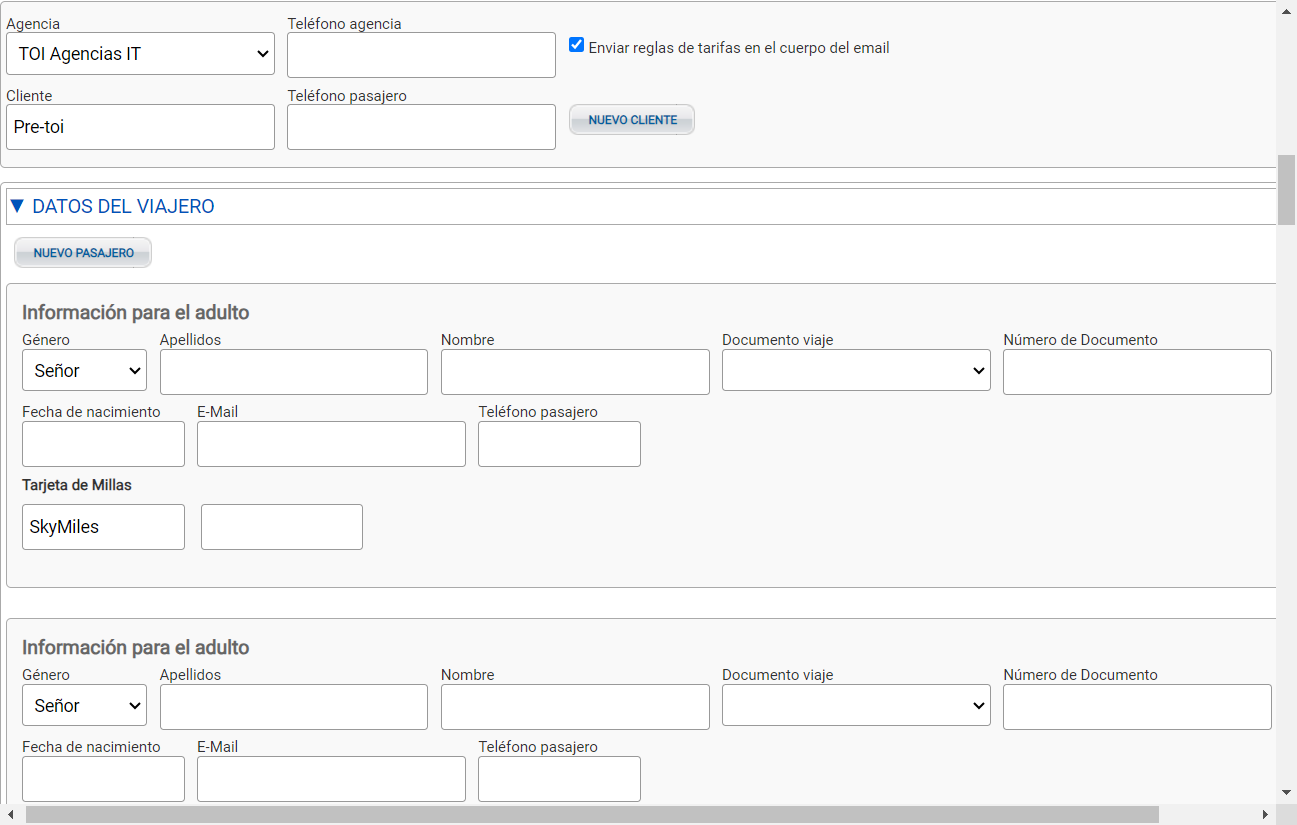 Agencia Teléfono agencia
TOI Agencias IT Enviar reglas de tarifas en el cuerpo del email
Cliente Teléfono pasajero
Pre-toi NUEVO CLIENTE
DATOS DEL VIAJERO
NUEVO PASAJERO
Información para el adulto
Género Apellidos Nombre Documento viaje Número de Documento
Señor
Fecha de nacimiento E-Mail Teléfono pasajero
Tarjeta de Millas
SkyMiles
Información para el adulto
Género Apellidos Nombre Documento viaje Número de Documento
Señor
Fecha de nacimiento E-Mail Teléfono pasajero